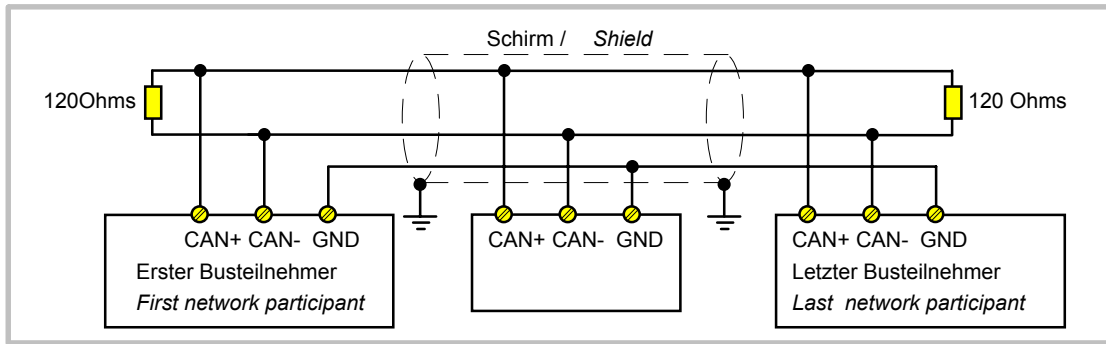 Schirm / Shield
120Ohms
120 Ohms
CAN+ CAN- GND
CAN+ CAN- GND
CAN+ CAN- GND
Erster Busteilnehmer
First network participant
Letzter Busteilnehmer
Last network participant